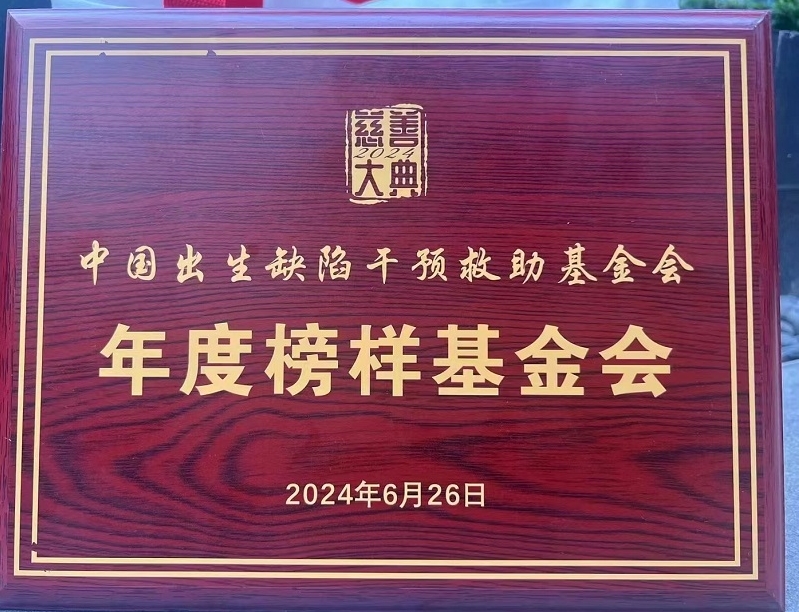 慈善
2024
大典
中国出生缺陷干预救助基金会
年度榜样基金会
2024年6月26日